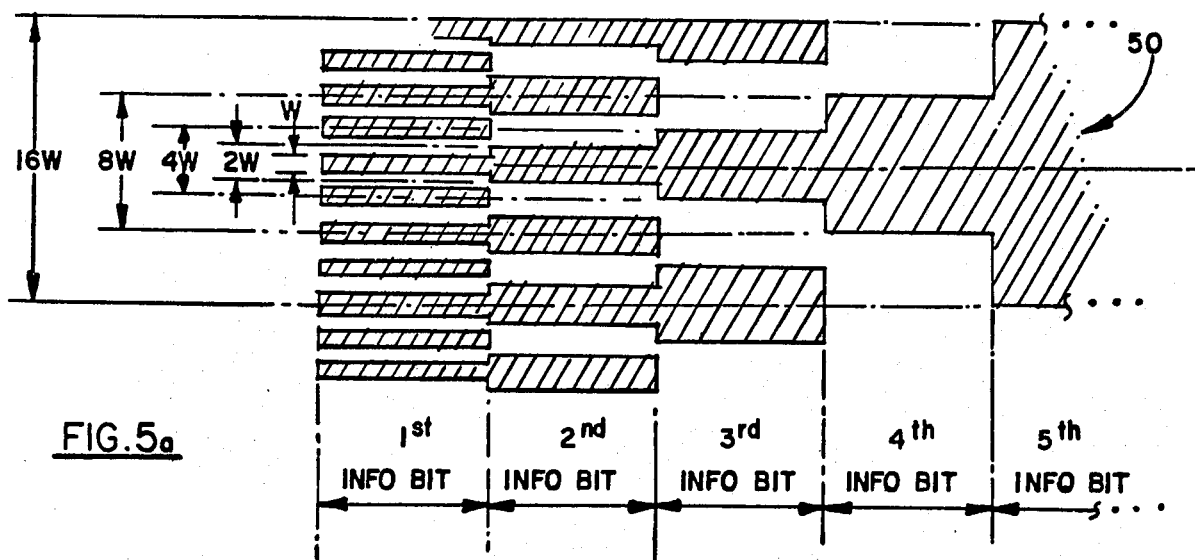 50
W
16W 8W 4W 2W
FIG.5a
1st 2nd 3rd 4th 5th
INFO BIT INFO BIT INFO BIT INFO BIT INFO BIT